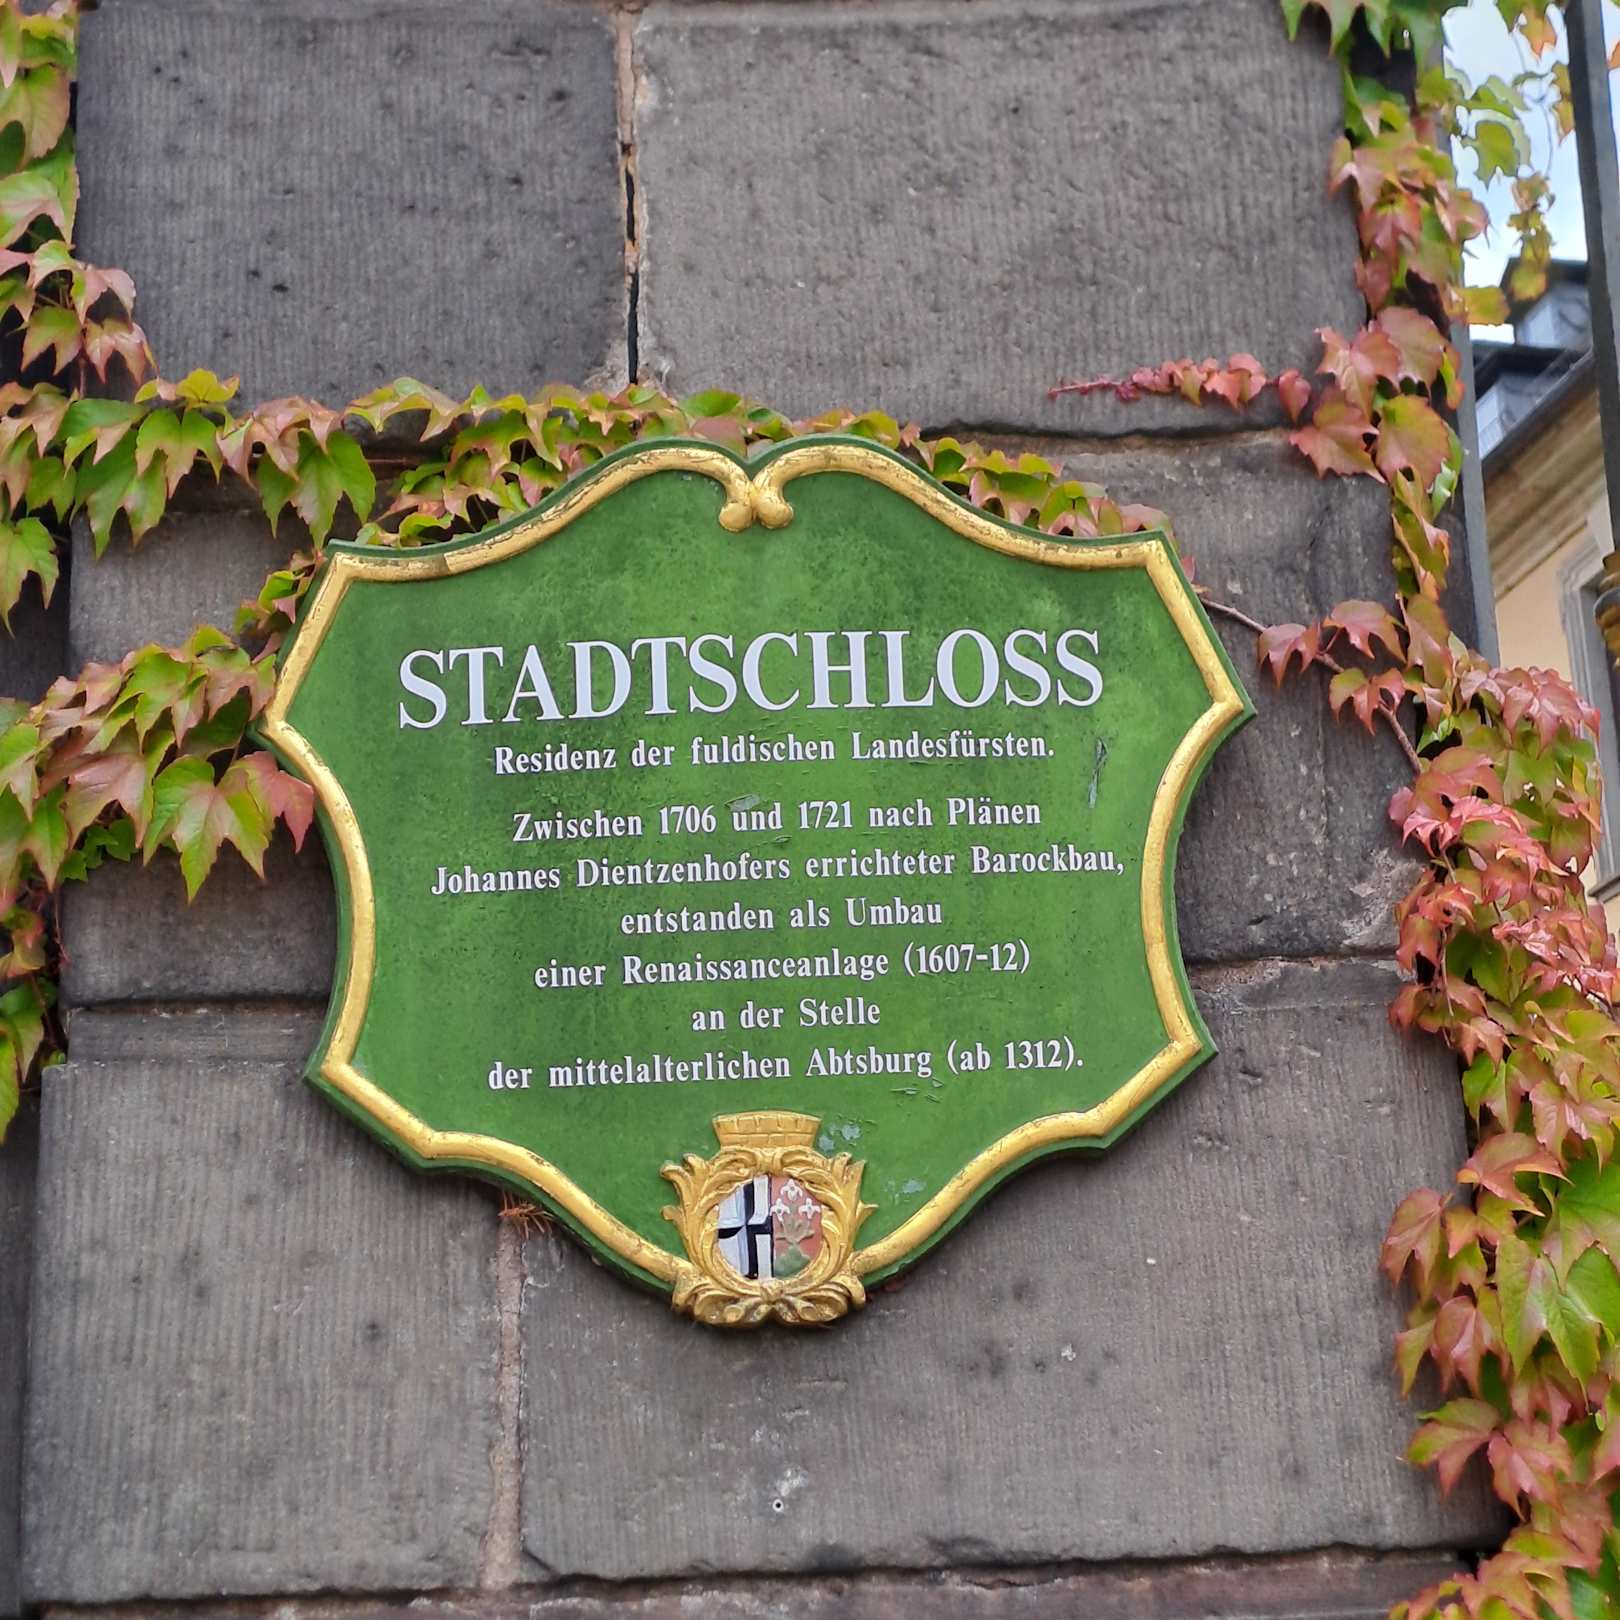 STADTSCHLOSS
Residenz der fuldischen Landesfürsten.
Zwischen 1706 und 1721 nach Plänen
Johannes Dientzenhofers errichteter Barockbau,
entstanden als Umbau
einer Renaissanceanlage (1607-12)
an der Stelle
der mittelalterlichen Abtsburg (ab 1312).